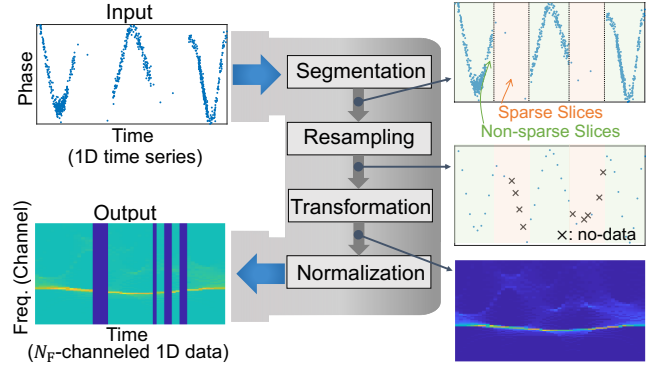 Input
Phase
Time
(1D time series)
Segmentation
Resampling
Transformation
Normalization
Sparse Slices
Non-sparse Slices
×: no-data
Output
Freq. (Channel)
Time
(N_F-channeled 1D data)